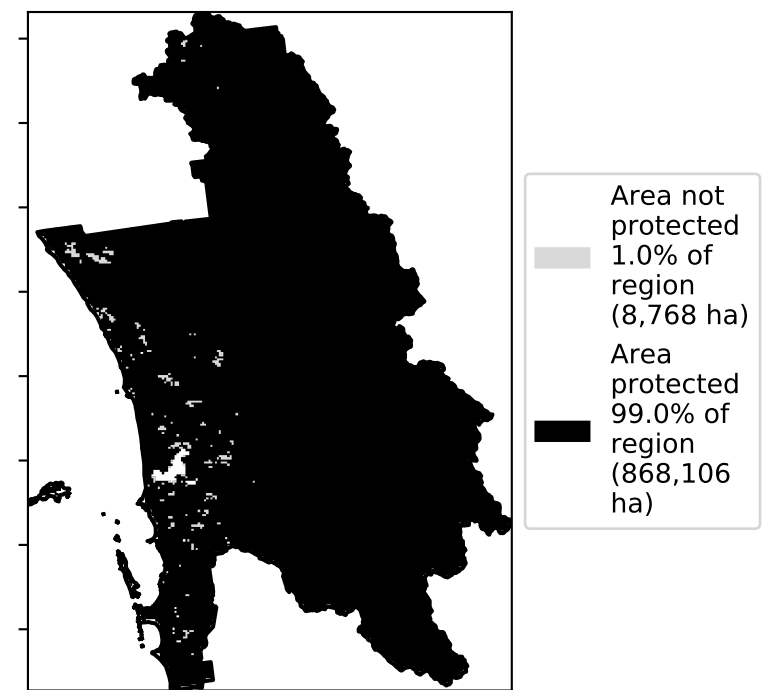 Area not
protected
1.0% of
region
(8,768 ha)
Area
protected
99.0% of
region
(868,106
ha)